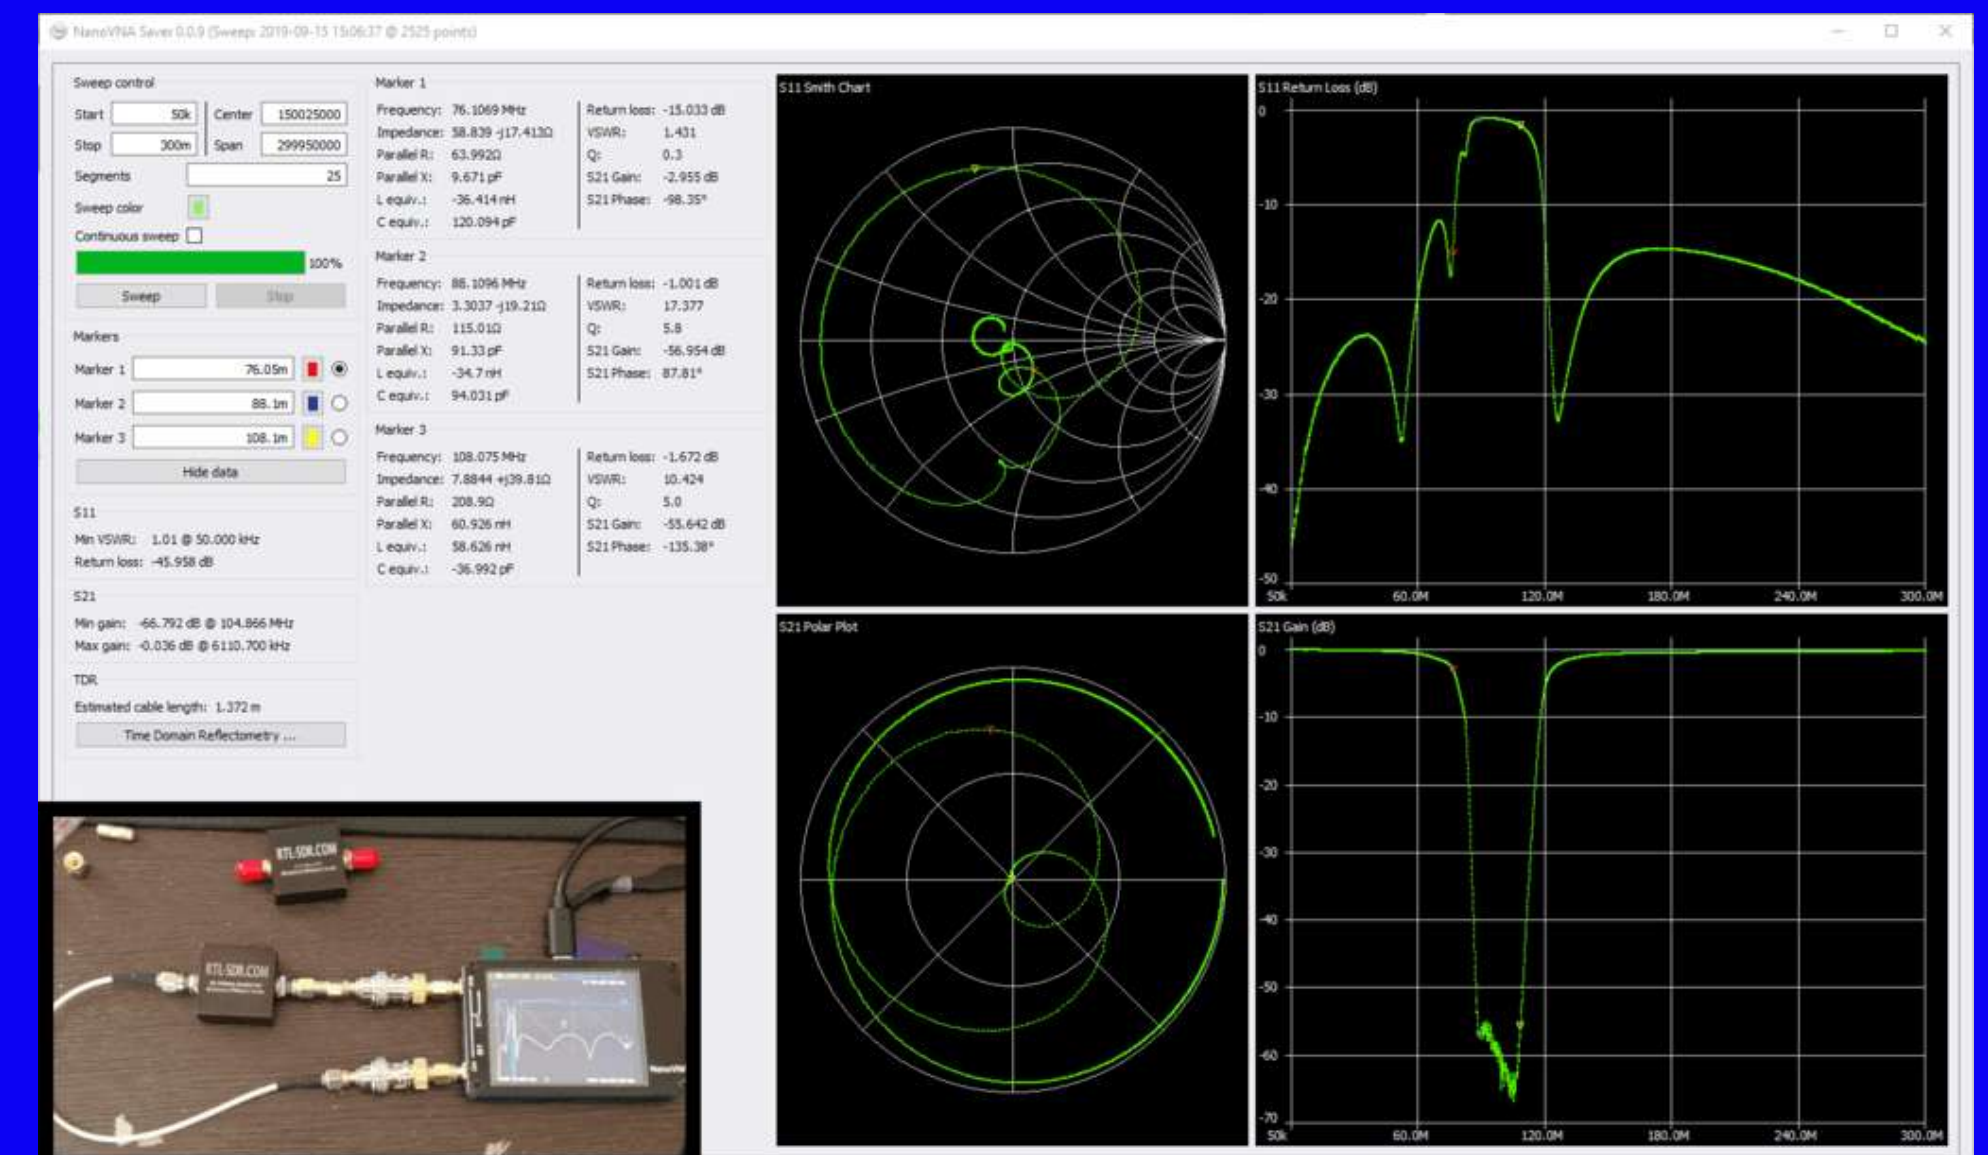 NanoVNA Saver 0.0.9 (Sweep: 2019-09-15 15:06:37 @ 2525 points)
Sweep control
Start 50k Center 150025000
Stop 300m Span 299950000
Segments 25
Sweep color
Continuous sweep
100%
Sweep Stop
Markers
Marker 1 76.05m
Marker 2 88.1m
Marker 3 108.1m
Hide data
S11
Min VSWR: 1.01 @ 50.000 kHz
Return loss: -45.958 dB
S21
Min gain: -66.792 dB @ 104.866 MHz
Max gain: -0.036 dB @ 6110.700 kHz
TDR
Estimated cable length: 1.372 m
Time Domain Reflectometry ...
Marker 1
Frequency: 76.1069 MHz Return loss: -15.033 dB
Impedance: 58.839 -j17.413Ω VSWR: 1.431
Parallel R: 63.992Ω Q: 0.3
Parallel X: 9.671 pF S21 Gain: -2.955 dB
L equiv.: -36.414 nH S21 Phase: -98.35°
C equiv.: 120.094 pF
Marker 2
Frequency: 88.1096 MHz Return loss: -1.001 dB
Impedance: 3.3037 -j19.21Ω VSWR: 17.377
Parallel R: 115.01Ω Q: 5.8
Parallel X: 91.33 pF S21 Gain: -56.954 dB
L equiv.: -34.7 nH S21 Phase: 87.81°
C equiv.: 94.031 pF
Marker 3
Frequency: 108.075 MHz Return loss: -1.672 dB
Impedance: 7.8844 +j39.81Ω VSWR: 10.424
Parallel R: 208.9Ω Q: 5.0
Parallel X: 60.926 nH S21 Gain: -55.642 dB
L equiv.: 58.626 nH S21 Phase: -135.38°
C equiv.: -36.992 pF
S11 Smith Chart
S11 Return Loss (dB)
0
-10
-20
-30
-40
-50
50k 60.0M 120.0M 180.0M 240.0M 300.0M
S21 Polar Plot
S21 Gain (dB)
0
-10
-20
-30
-40
-50
-60
-70
50k 60.0M 120.0M 180.0M 240.0M 300.0M
RTL-SDR.COM
RTL-SDR.COM
NanoVN